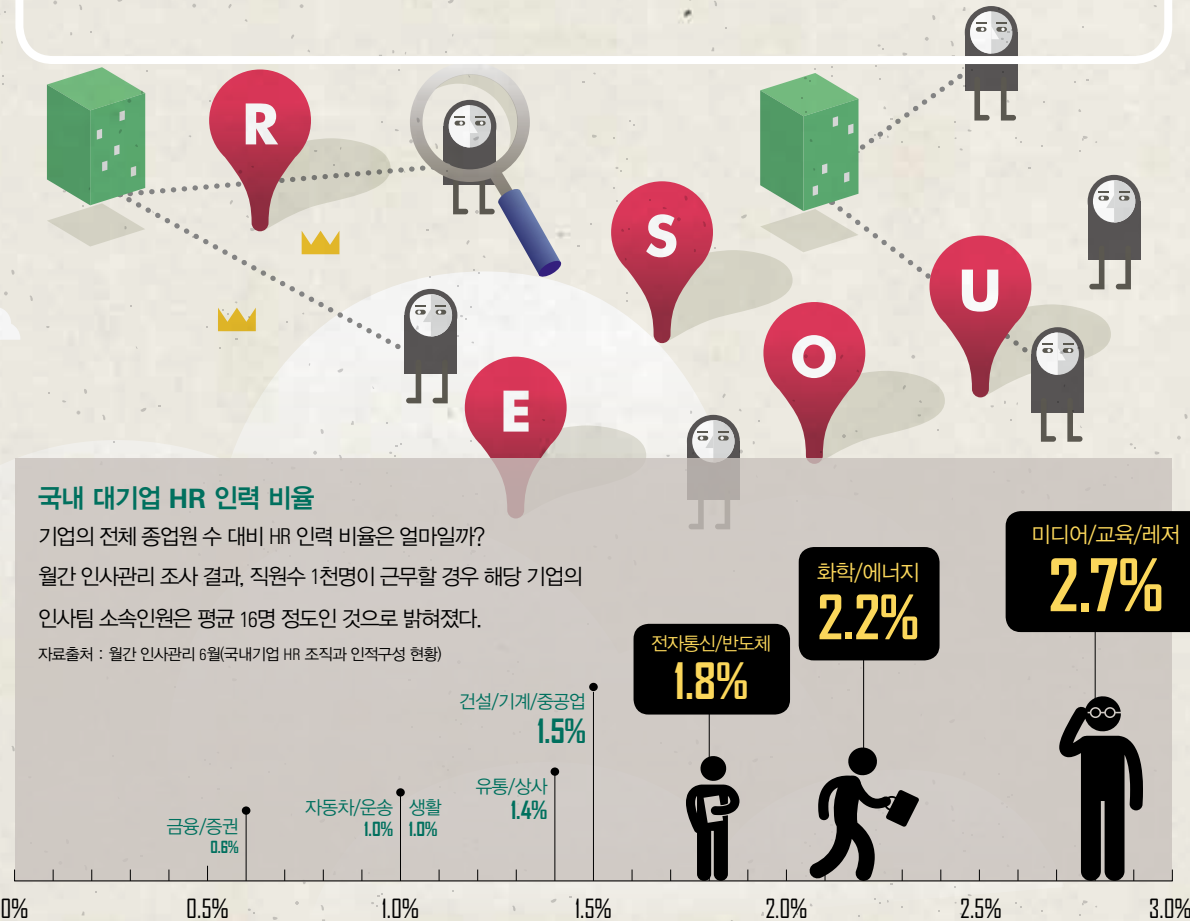 R
S
U
O
E
국내 대기업 HR 인력 비율
기업의 전체 종업원 수 대비 HR 인력 비율은 얼마일까?
월간 인사관리 조사 결과, 직원수 1천명이 근무할 경우 해당 기업의
인사팀 소속인원은 평균 16명 정도인 것으로 밝혀졌다.
자료출처 : 월간 인사관리 6월(국내기업 HR 조직과 인적구성 현황)
미디어/교육/레저
2.7%
화학/에너지
2.2%
전자통신/반도체
1.8%
건설/기계/중공업
1.5%
유통/상사
1.4%
자동차/운송
1.0%
생활
1.0%
금융/증권
0.6%
0% 0.5% 1.0% 1.5% 2.0% 2.5% 3.0%